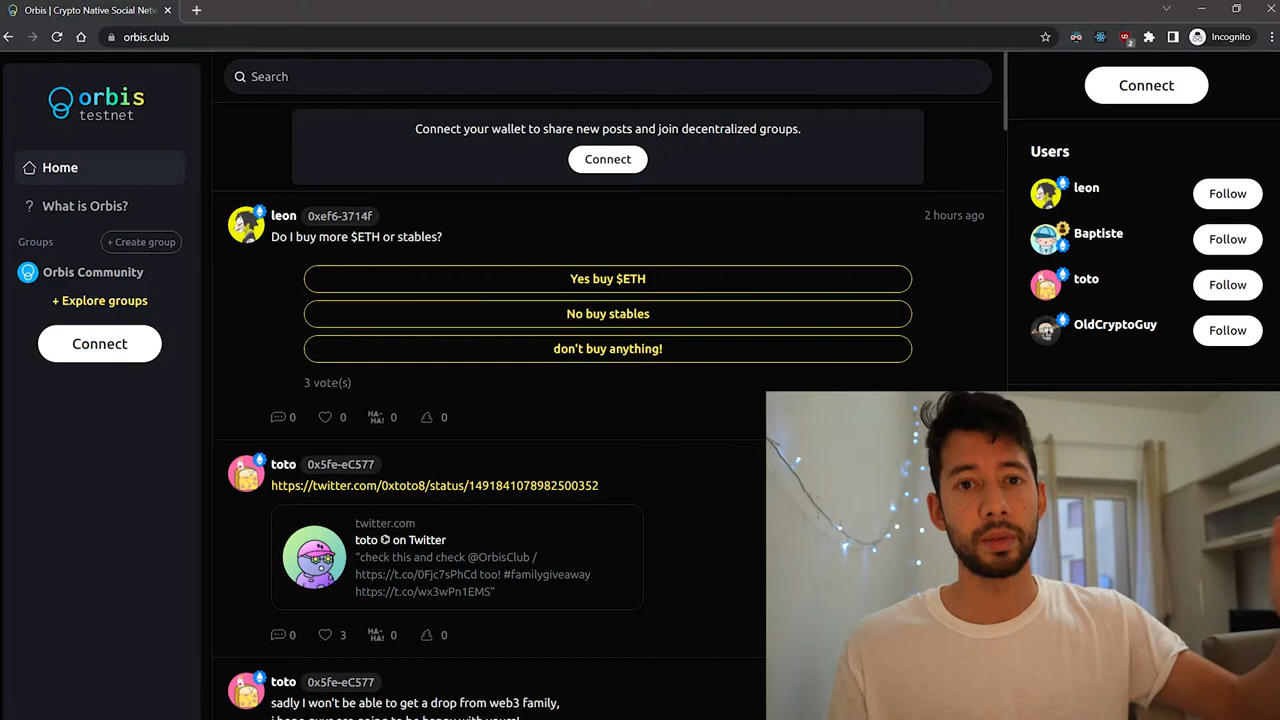 Orbis | Crypto Native Social Netw
orbis.club
2
Incognito
orbis
testnet
Home
What is Orbis?
Groups
+ Create group
Orbis Community
+ Explore groups
Connect
Search
Connect your wallet to share new posts and join decentralized groups.
Connect
leon 0xef6-3714f
2 hours ago
Do I buy more $ETH or stables?
Yes buy $ETH
No buy stables
don't buy anything!
3 vote(s)
0 0 HA-HA! 0 0
toto 0x5fe-eC577
https://twitter.com/0xtoto8/status/1491841078982500352
twitter.com
toto ⌬ on Twitter
“check this and check @OrbisClub /
https://t.co/0Fjc7sPhCd too! #familygiveaway
https://t.co/wx3wPn1EMS”
0 3 HA-HA! 0 0
toto 0x5fe-eC577
sadly I won't be able to get a drop from web3 family,
Connect
Users
leon Follow
Baptiste Follow
toto Follow
OldCryptoGuy Follow